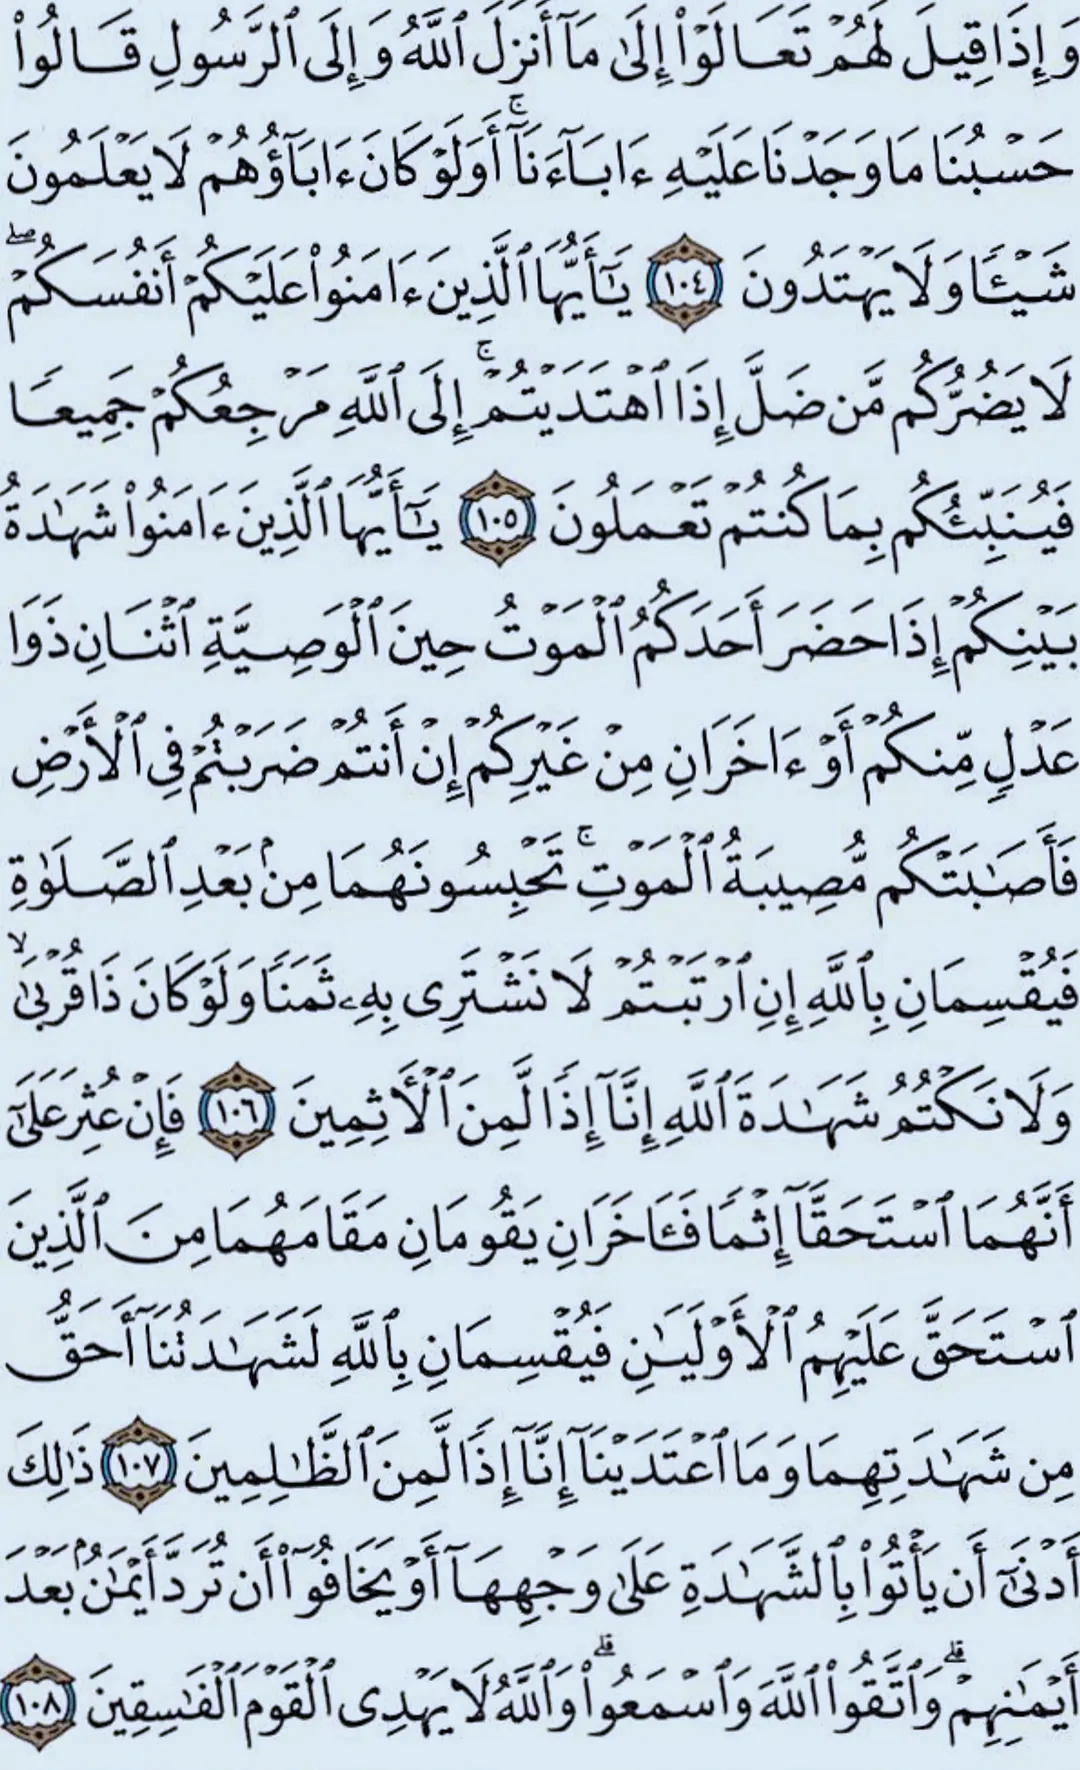 وَإِذَا قِيلَ لَهُمْ تَعَالَوْا۟ إِلَىٰ مَآ أَنزَلَ ٱللَّهُ وَإِلَى ٱلرَّسُولِ قَالُوا۟
حَسْبُنَا مَا وَجَدْنَا عَلَيْهِ ءَابَآءَنَآ ۚ أَوَلَوْ كَانَ ءَابَآؤُهُمْ لَا يَعْلَمُونَ
شَيْـًٔا وَلَا يَهْتَدُونَ ١٠٤ يَـٰٓأَيُّهَا ٱلَّذِينَ ءَامَنُوا۟ عَلَيْكُمْ أَنفُسَكُمْ ۖ
لَا يَضُرُّكُم مَّن ضَلَّ إِذَا ٱهْتَدَيْتُمْ ۚ إِلَى ٱللَّهِ مَرْجِعُكُمْ جَمِيعًا
فَيُنَبِّئُكُم بِمَا كُنتُمْ تَعْمَلُونَ ١٠٥ يَـٰٓأَيُّهَا ٱلَّذِينَ ءَامَنُوا۟ شَهَـٰدَةُ
بَيْنِكُمْ إِذَا حَضَرَ أَحَدَكُمُ ٱلْمَوْتُ حِينَ ٱلْوَصِيَّةِ ٱثْنَانِ ذَوَا
عَدْلٍ مِّنكُمْ أَوْ ءَاخَرَانِ مِنْ غَيْرِكُمْ إِنْ أَنتُمْ ضَرَبْتُمْ فِى ٱلْأَرْضِ
فَأَصَـٰبَتْكُم مُّصِيبَةُ ٱلْمَوْتِ ۚ تَحْبِسُونَهُمَا مِنۢ بَعْدِ ٱلصَّلَوٰةِ
فَيُقْسِمَانِ بِٱللَّهِ إِنِ ٱرْتَبْتُمْ لَا نَشْتَرِى بِهِۦ ثَمَنًا وَلَوْ كَانَ ذَا قُرْبَىٰ ۙ
وَلَا نَكْتُمُ شَهَـٰدَةَ ٱللَّهِ إِنَّآ إِذًا لَّمِنَ ٱلْـَٔاثِمِينَ ١٠٦ فَإِنْ عُثِرَ عَلَىٰٓ
أَنَّهُمَا ٱسْتَحَقَّآ إِثْمًا فَـَٔاخَرَانِ يَقُومَانِ مَقَامَهُمَا مِنَ ٱلَّذِينَ
ٱسْتَحَقَّ عَلَيْهِمُ ٱلْأَوْلَيَـٰنِ فَيُقْسِمَانِ بِٱللَّهِ لَشَهَـٰدَتُنَآ أَحَقُّ
مِن شَهَـٰدَتِهِمَا وَمَا ٱعْتَدَيْنَآ إِنَّآ إِذًا لَّمِنَ ٱلظَّـٰلِمِينَ ١٠٧ ذَٰلِكَ
أَدْنَىٰٓ أَن يَأْتُوا۟ بِٱلشَّهَـٰدَةِ عَلَىٰ وَجْهِهَآ أَوْ يَخَافُوٓا۟ أَن تُرَدَّ أَيْمَـٰنٌۢ بَعْدَ
أَيْمَـٰنِهِمْ ۗ وَٱتَّقُوا۟ ٱللَّهَ وَٱسْمَعُوا۟ ۗ وَٱللَّهُ لَا يَهْدِى ٱلْقَوْمَ ٱلْفَـٰسِقِينَ ١٠٨